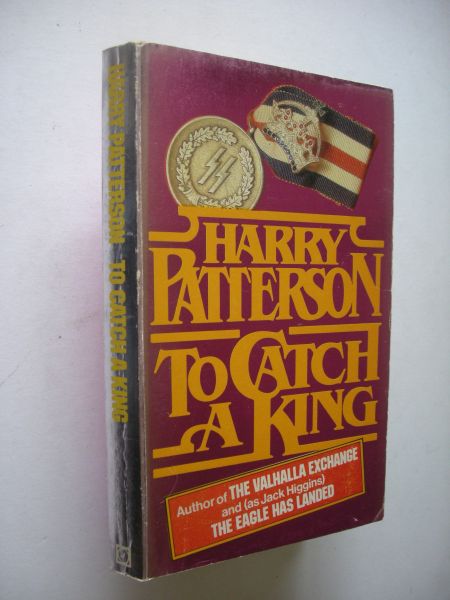 HARRY PATTERSON TO CATCH A KING
HARRY
PATTERSON
TO CATCH
A KING
Author of THE VALHALLA EXCHANGE
and (as Jack Higgins)
THE EAGLE HAS LANDED